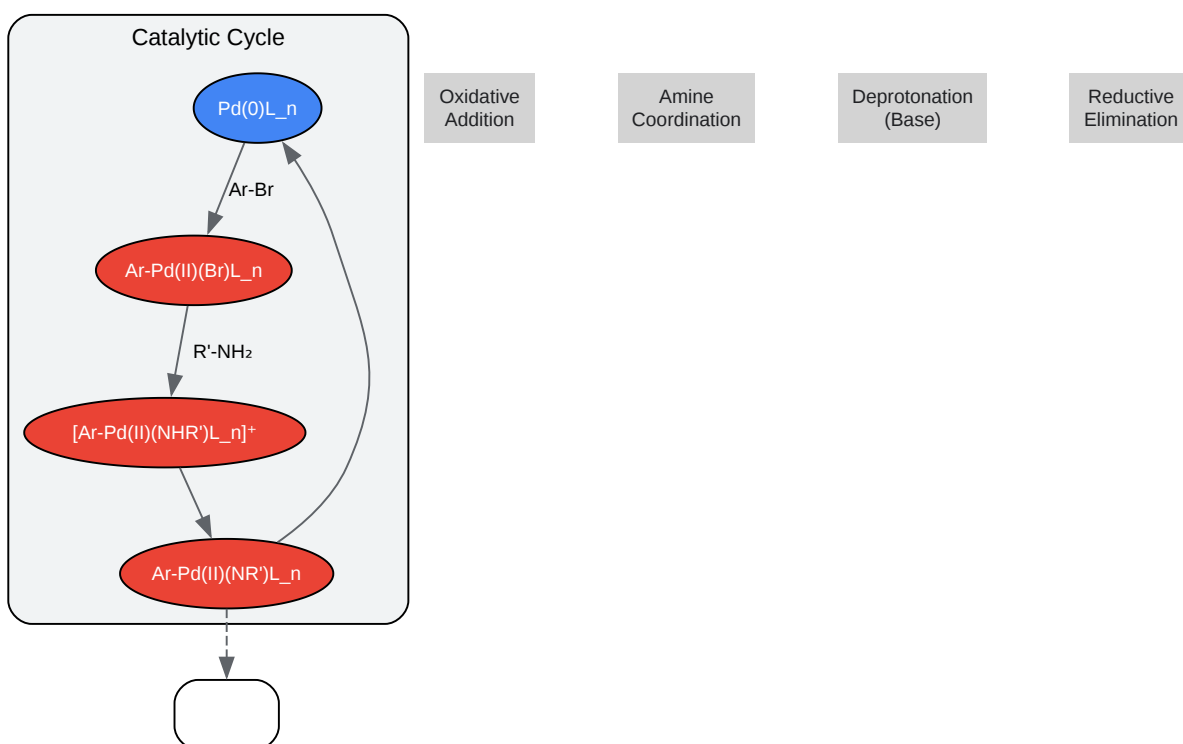 Catalytic Cycle
Pd(0)L_n
Oxidative
Addition
Amine
Coordination
Deprotonation
(Base)
Reductive
Elimination
Ar-Br
Ar-Pd(II)(Br)L_n
R'-NH₂
[Ar-Pd(II)(NHR')L_n]⁺
Ar-Pd(II)(NR')L_n